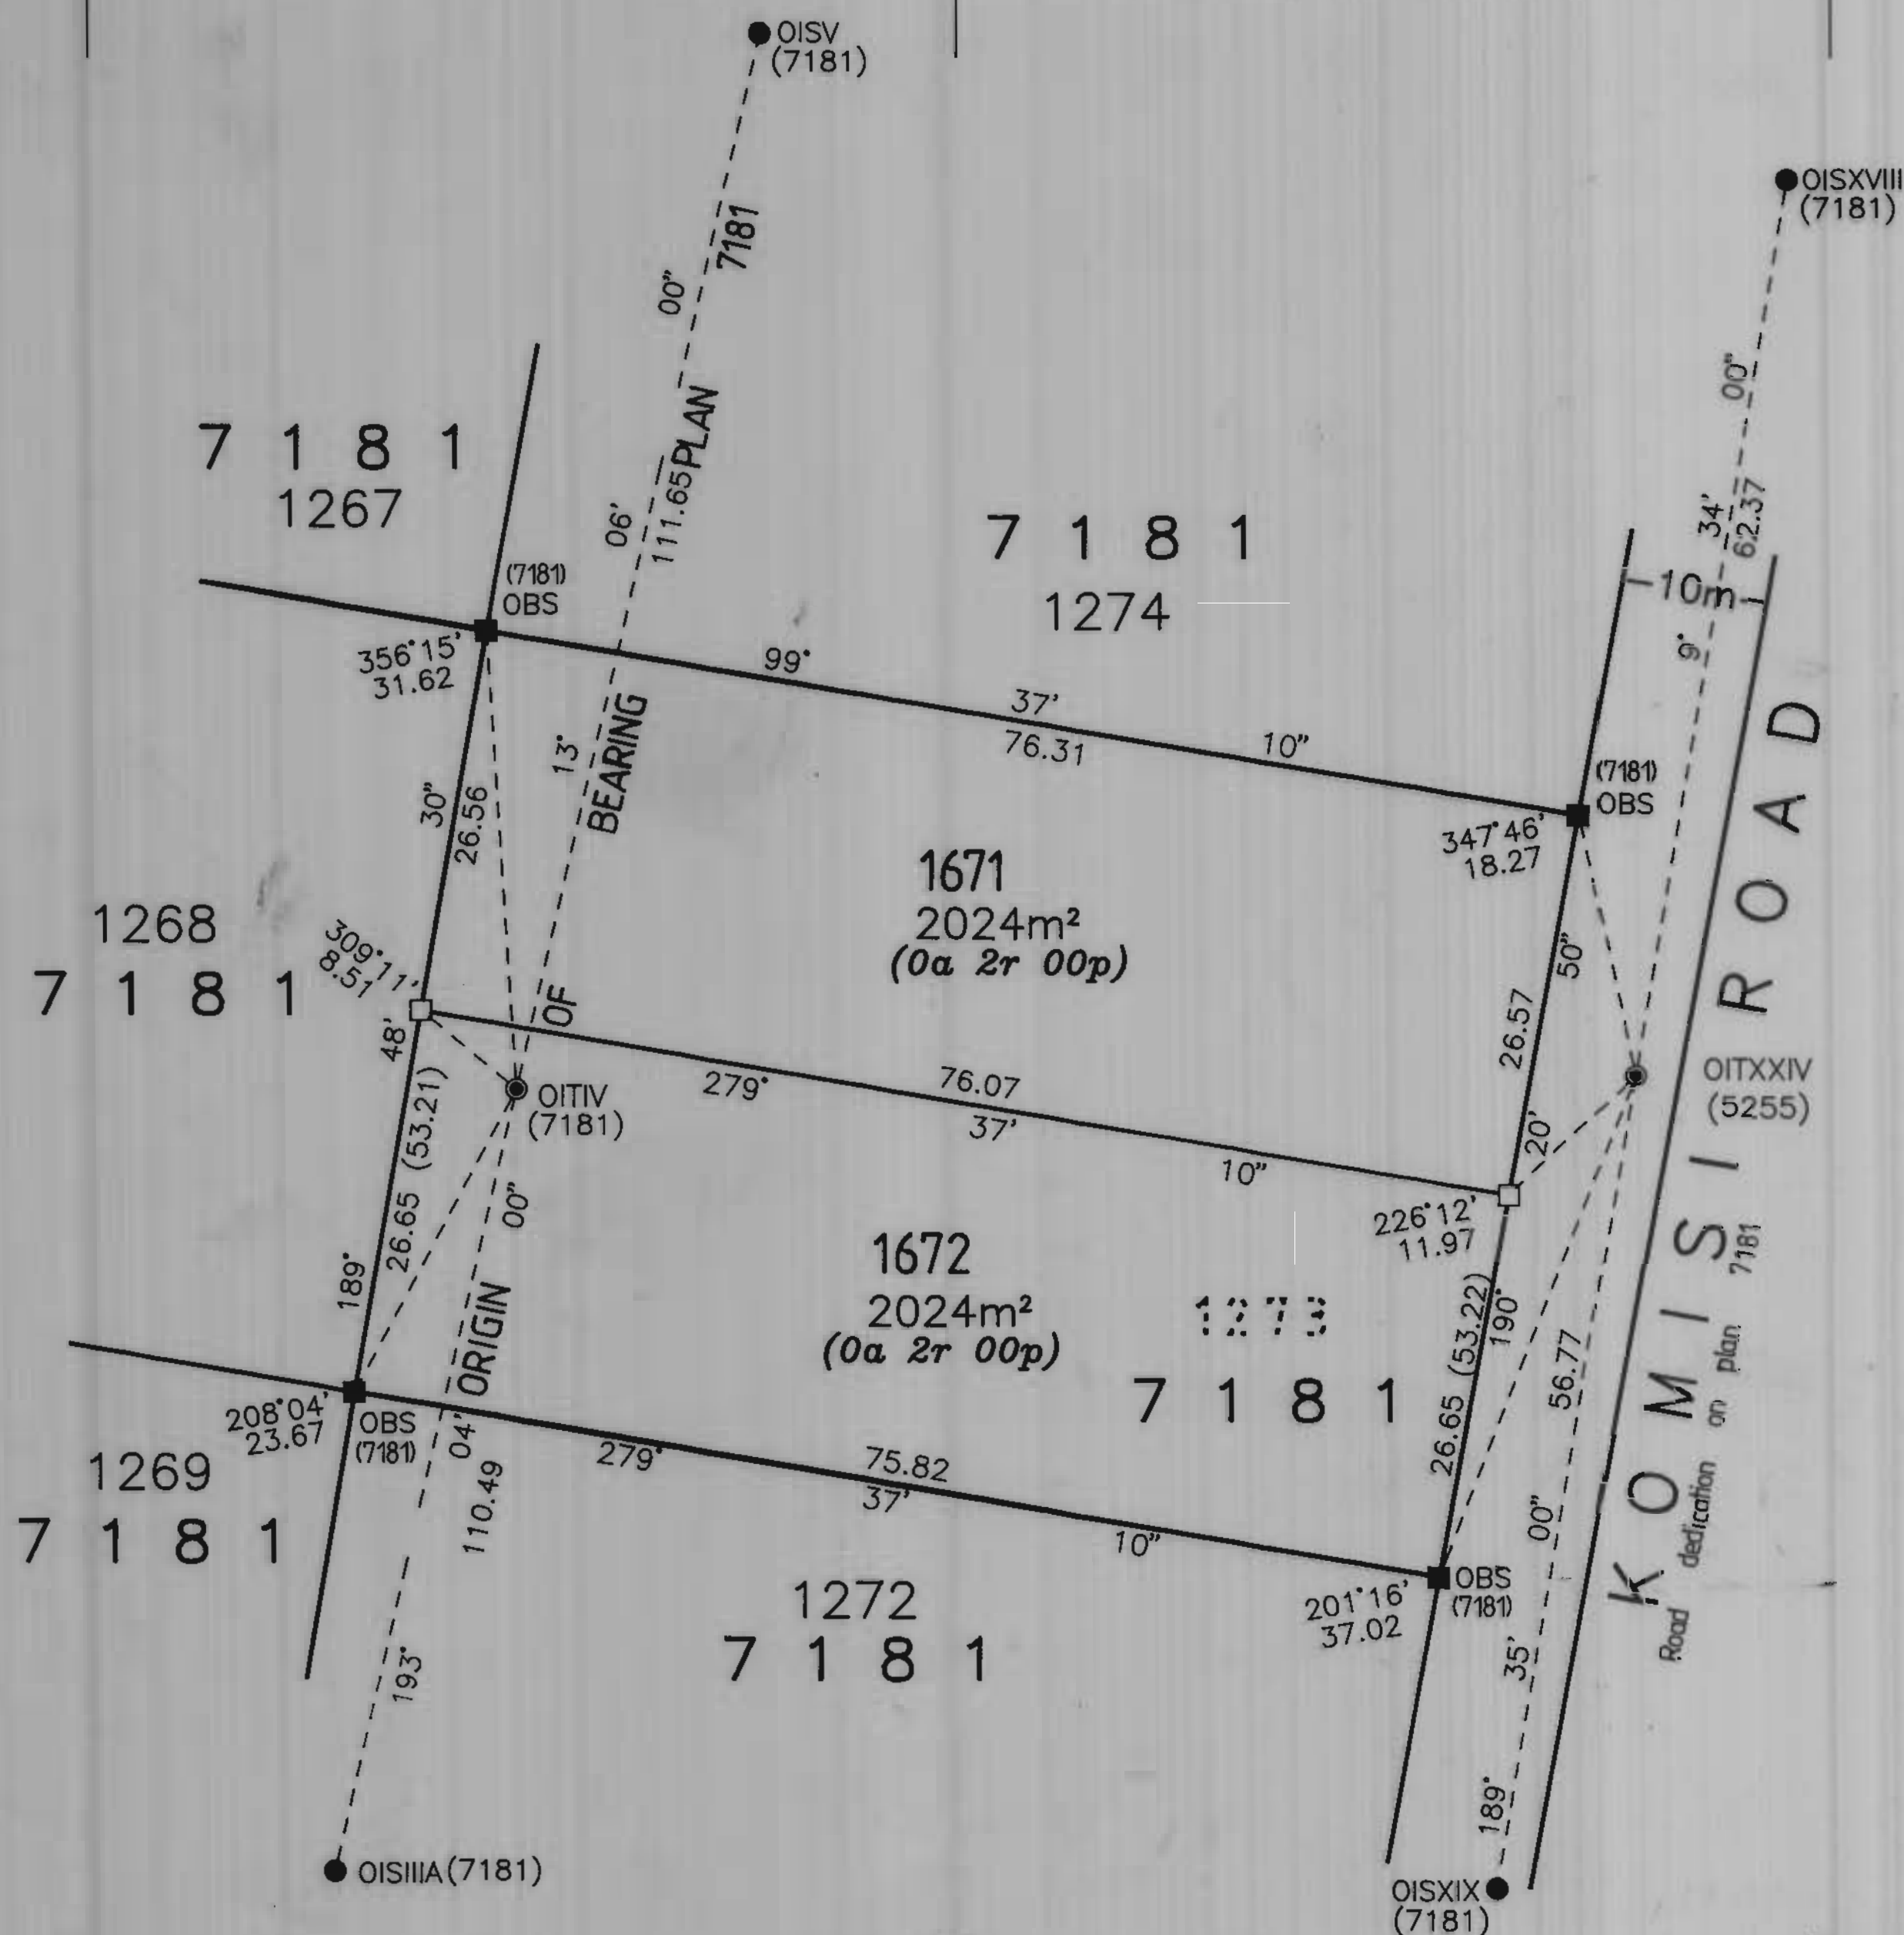 OISV
(7181)
OISXVIII
(7181)
00"
7181
PLAN
111.65
06'
13°
BEARING
OF
00"
34'
62.37
9°
10m
7 1 8 1
1267
(7181)
OBS
356°15'
31.62
7 1 8 1
1274
99°
37'
10"
76.31
(7181)
OBS
347°46'
18.27
30"
26.56
1671
2024m²
(0a 2r 00p)
50"
26.57
20'
1268
7 1 8 1
309°11'
8.51
48'
OITIV
(7181)
279°
76.07
37'
10"
OITXXIV
(5255)
226°12'
11.97
26.65 (53.21)
189°
00"
ORIGIN
1672
2024m²
(0a 2r 00p)
1273
7 1 8 1
26.65 (53.22)
190°
56.77
00"
35'
189°
KOMISI ROAD
Road dedication on plan 7181
208°04'
23.67
OBS
(7181)
04'
110.49
193°
279°
75.82
37'
10"
1269
7 1 8 1
1272
7 1 8 1
201°16'
37.02
OBS
(7181)
OISIIIA (7181)
OISXIX
(7181)